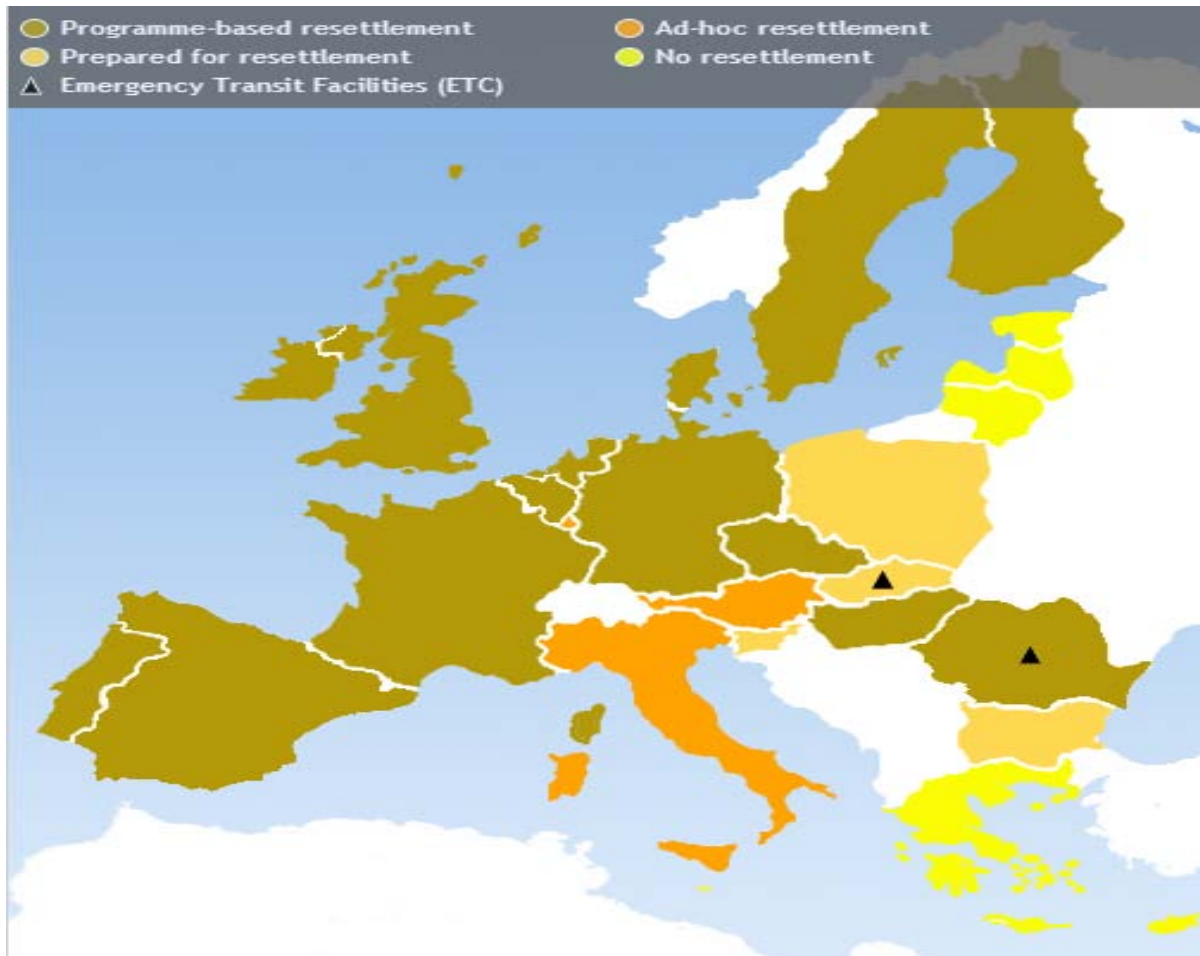 Programme-based resettlement
Ad-hoc resettlement
Prepared for resettlement
No resettlement
Emergency Transit Facilities (ETC)